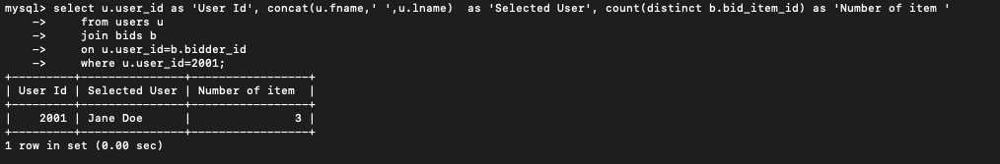 mysql> select u.user_id as 'User Id', concat(u.fname,' ',u.lname)  as 'Selected User', count(distinct b.bid_item_id) as 'Number of item '
    ->     from users u
    ->     join bids b
    ->     on u.user_id=b.bidder_id
    ->     where u.user_id=2001;
+---------+---------------+-----------------+
| User Id | Selected User | Number of item  |
+---------+---------------+-----------------+
|    2001 | Jane Doe      |               3 |
+---------+---------------+-----------------+
1 row in set (0.00 sec)